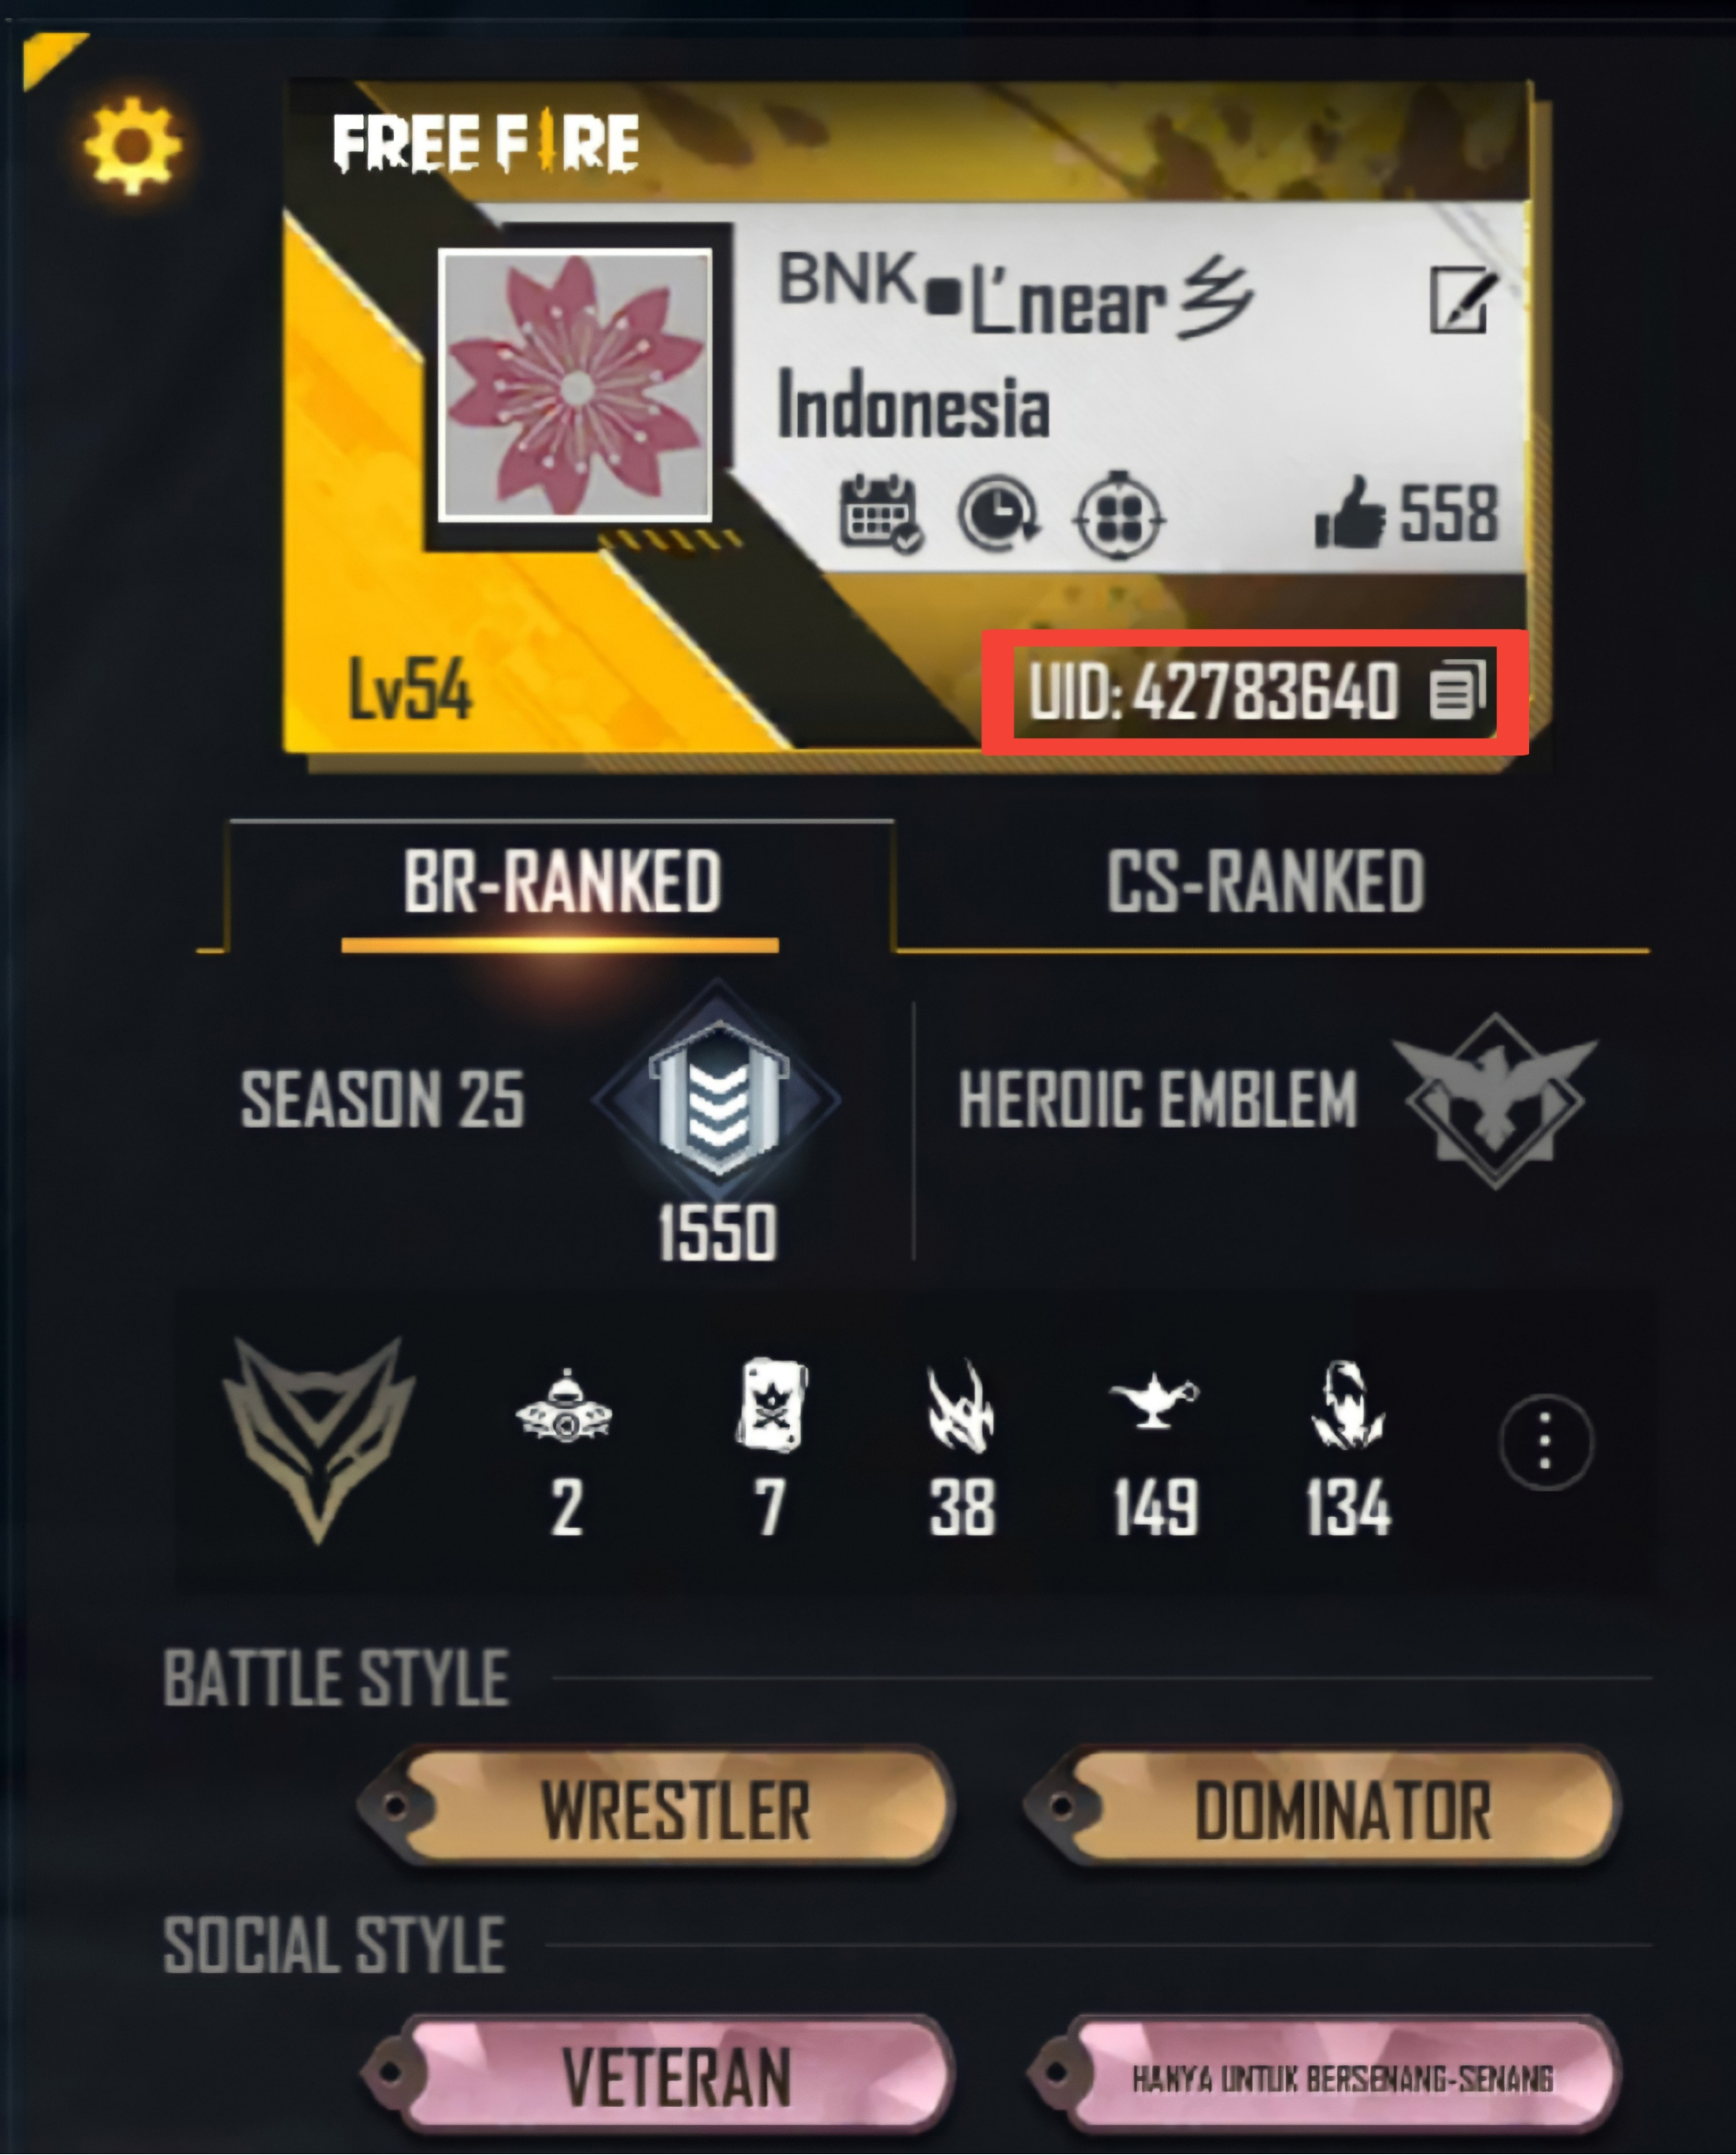 FREE FIRE
BNK■L'near乡
Indonesia
558
Lv54
UID: 42783640
BR-RANKED
CS-RANKED
SEASON 25
1550
HEROIC EMBLEM
2
7
38
149
134
BATTLE STYLE
WRESTLER
DOMINATOR
SOCIAL STYLE
VETERAN
HANYA UNTUK BERSENANG-SENANG